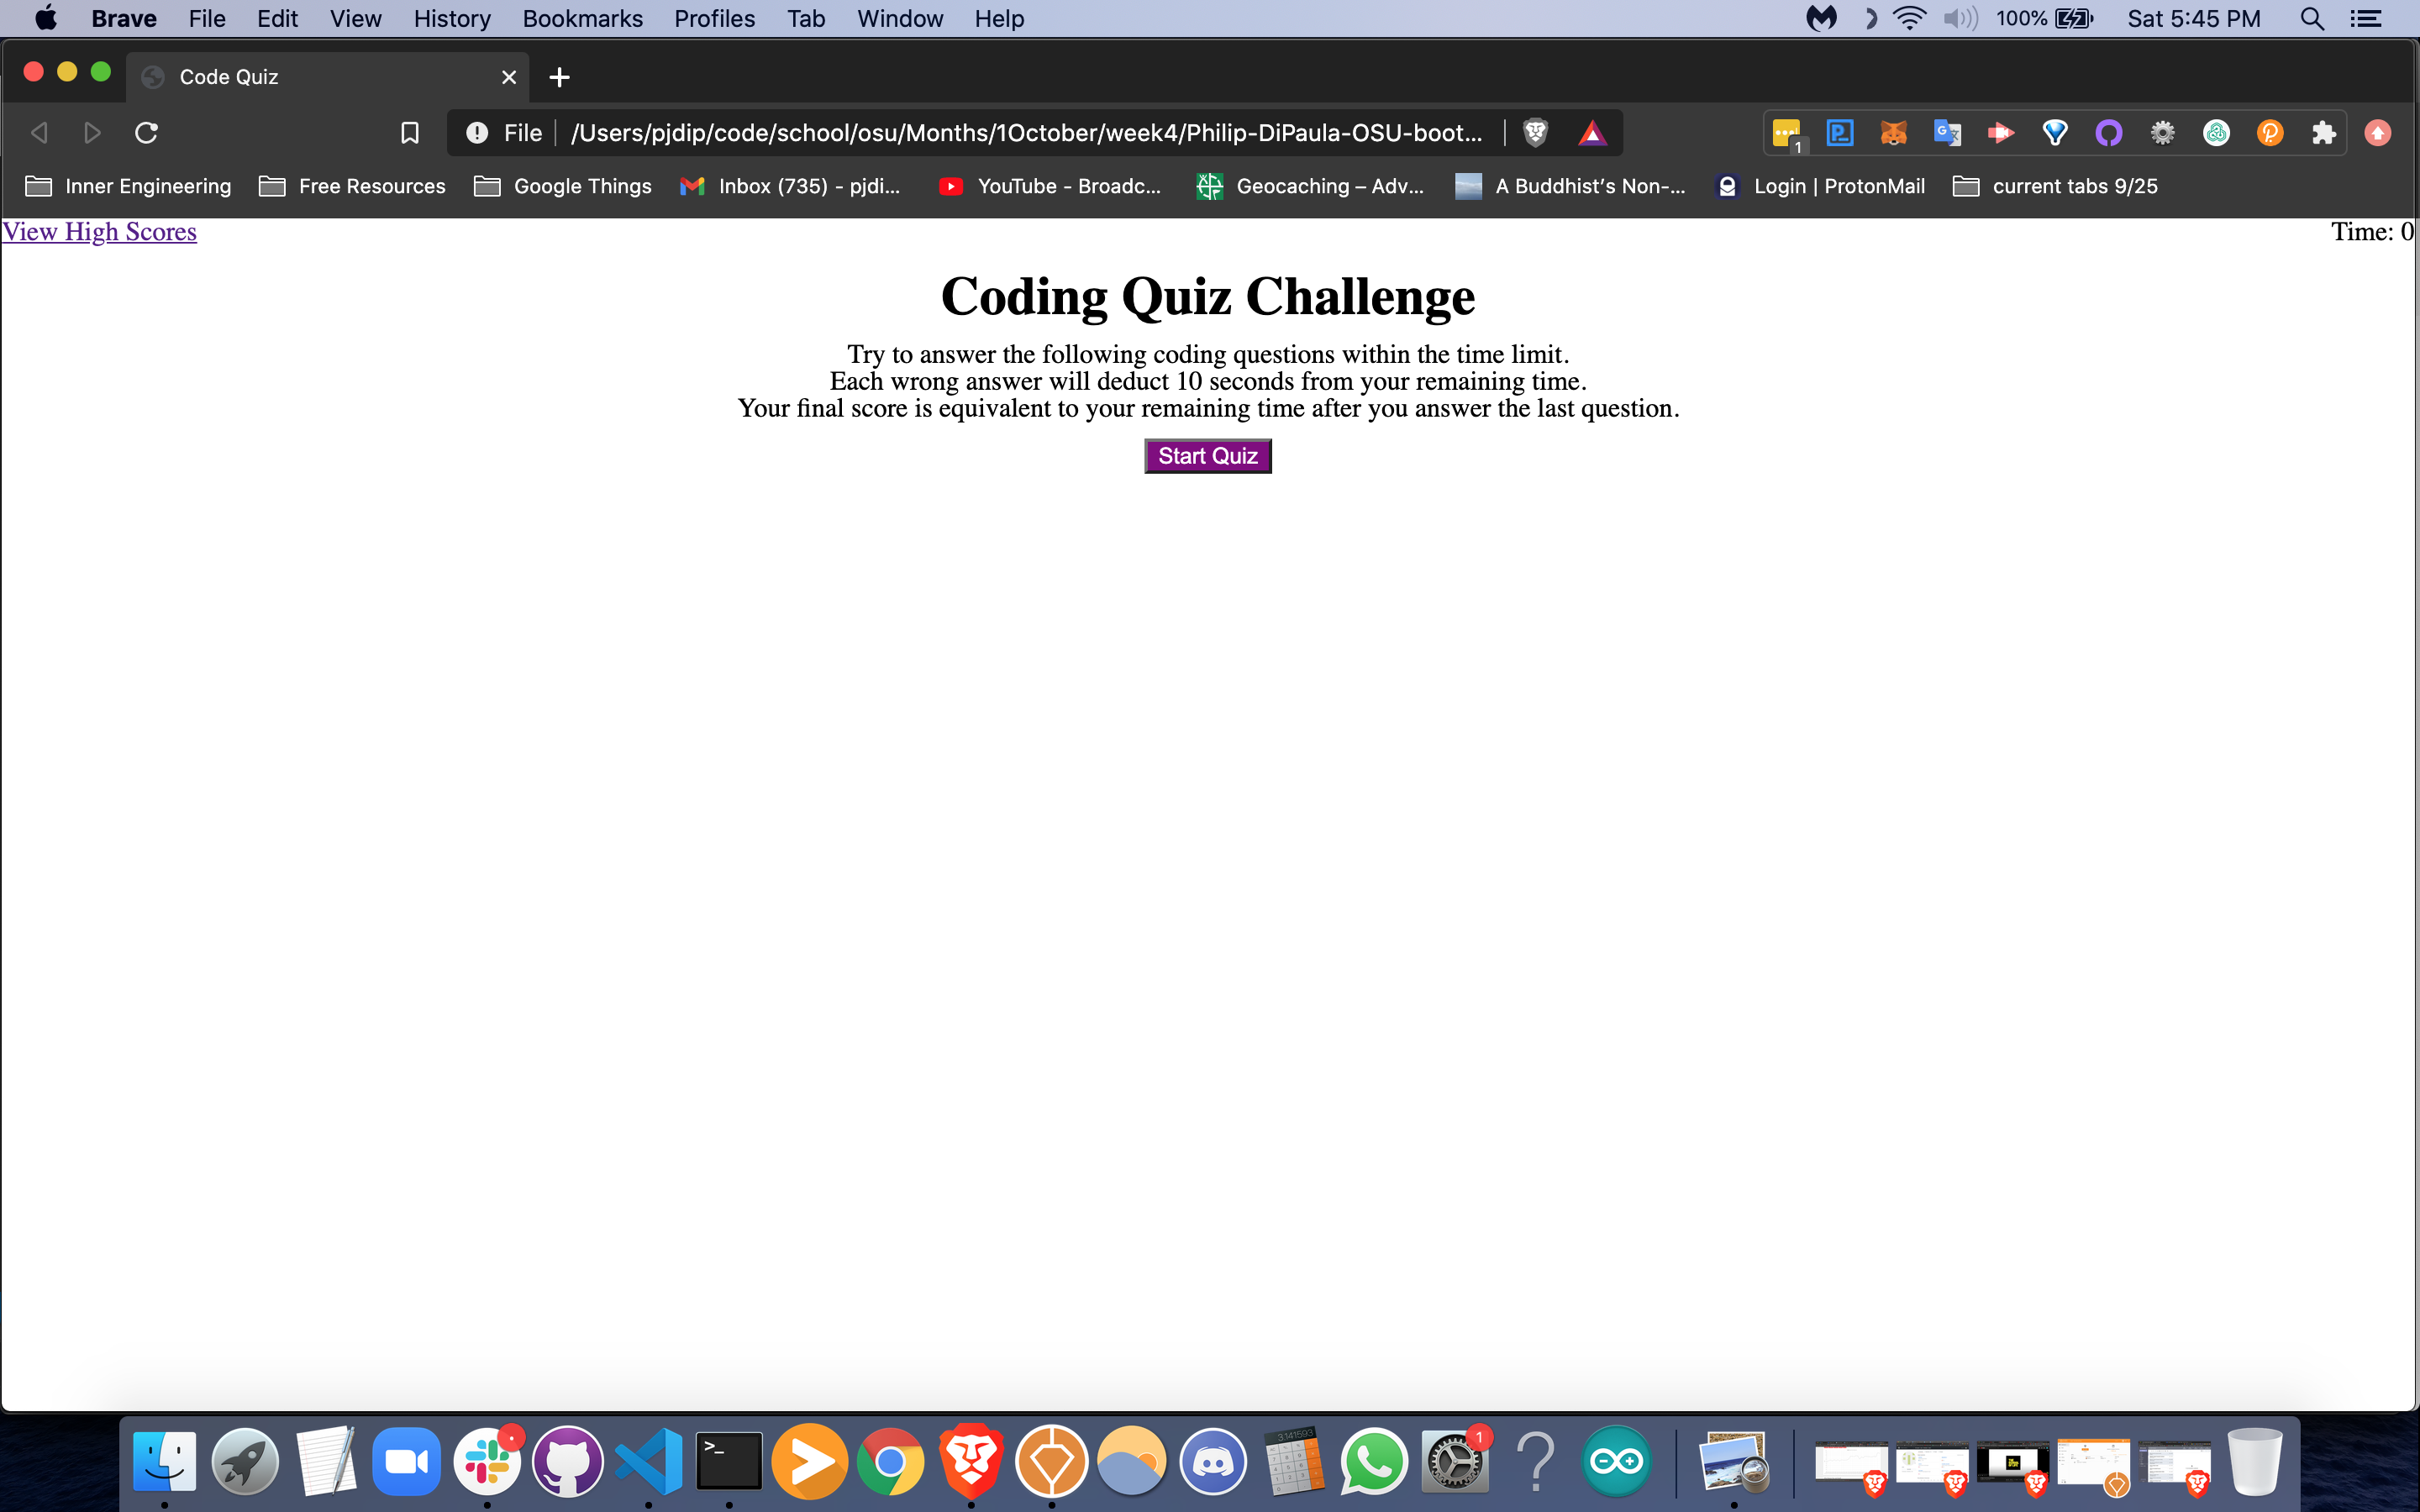 Brave File Edit View History Bookmarks Profiles Tab Window Help 100% Sat 5:45 PM
Code Quiz
File /Users/pjdip/code/school/osu/Months/1October/week4/Philip-DiPaula-OSU-boot... 1
Inner Engineering Free Resources Google Things Inbox (735) - pjdi... YouTube - Broadc... Geocaching – Adv... A Buddhist's Non-... Login | ProtonMail current tabs 9/25
View High Scores Time: 0
Coding Quiz Challenge
Try to answer the following coding questions within the time limit.
Each wrong answer will deduct 10 seconds from your remaining time.
Your final score is equivalent to your remaining time after you answer the last question.
Start Quiz
>_ 3.141593 1